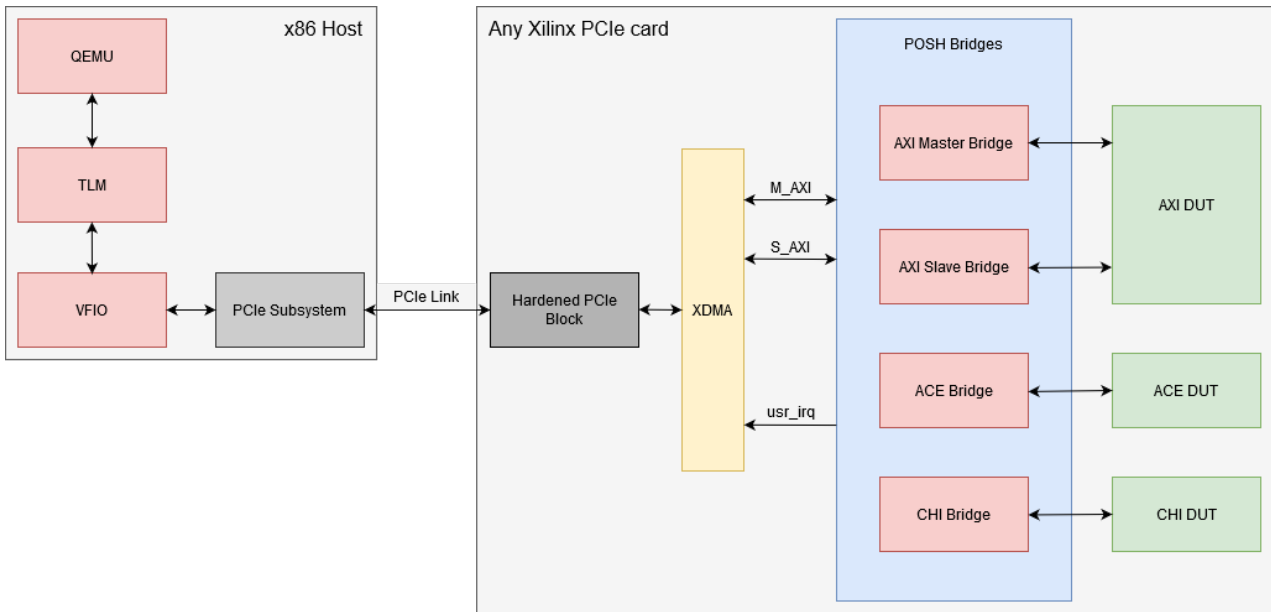 x86 Host
QEMU
TLM
VFIO
PCIe Subsystem
PCIe Link
Any Xilinx PCIe card
Hardened PCIe
Block
XDMA
M_AXI
S_AXI
usr_irq
POSH Bridges
AXI Master Bridge
AXI Slave Bridge
ACE Bridge
CHI Bridge
AXI DUT
ACE DUT
CHI DUT